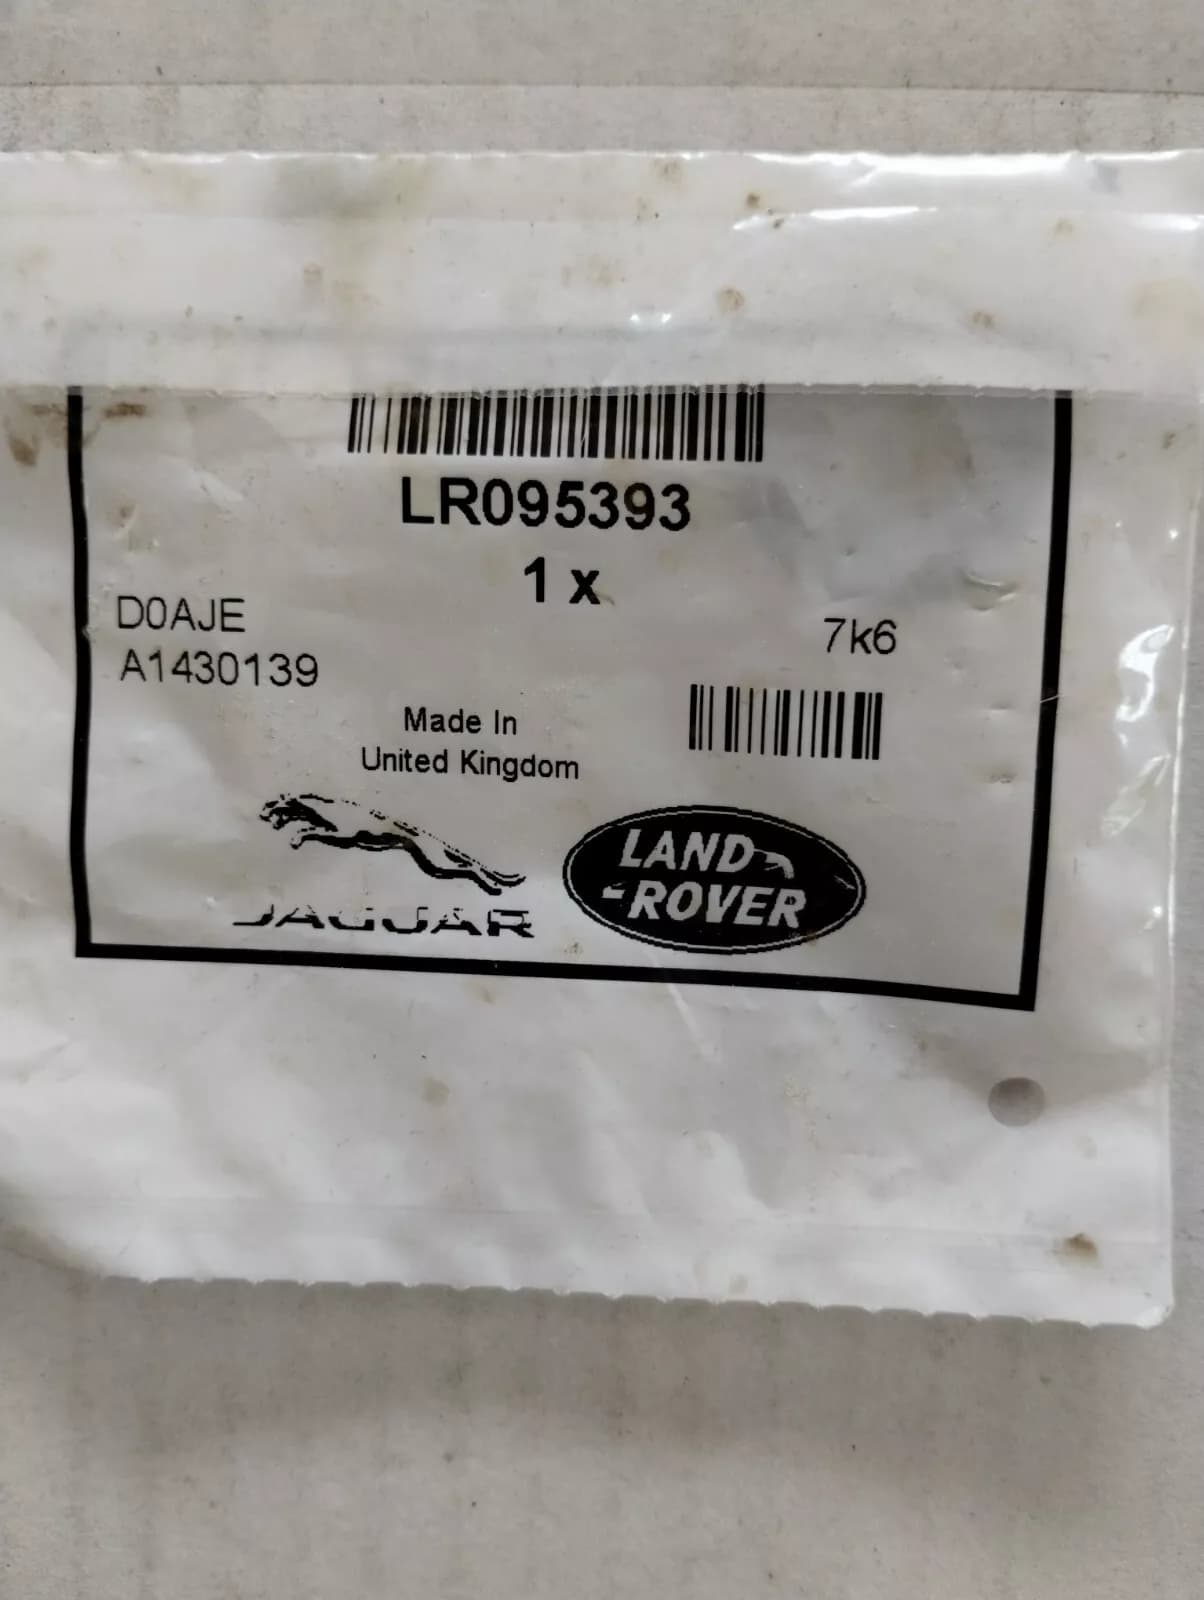 LR095393
1 x
D0AJE
7k6
A1430139
Made In
United Kingdom
JAGUAR
LAND
-ROVER